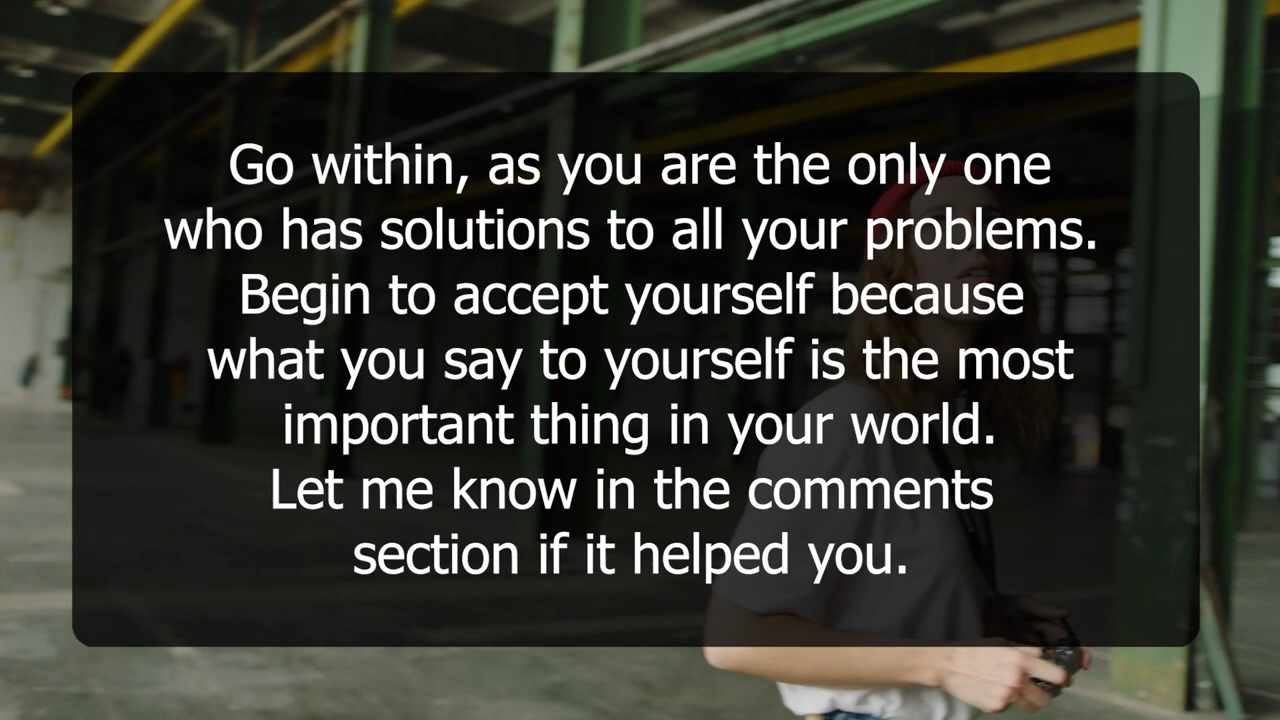 Go within, as you are the only one
who has solutions to all your problems.
Begin to accept yourself because
what you say to yourself is the most
important thing in your world.
Let me know in the comments
section if it helped you.